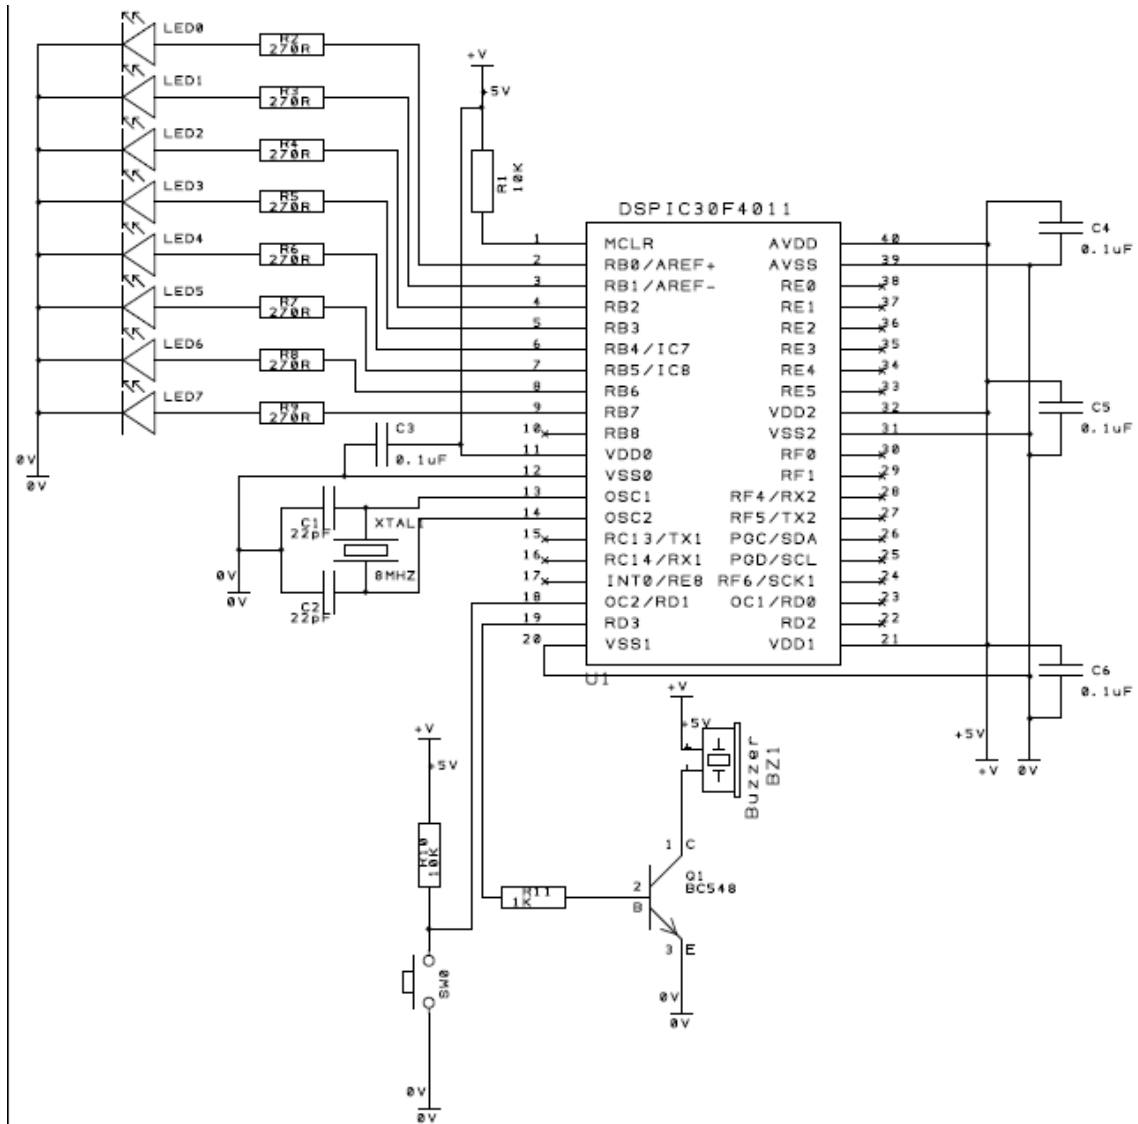 LED0
R2
270R
LED1
R3
270R
LED2
R4
270R
LED3
R5
270R
LED4
R6
270R
LED5
R7
270R
LED6
R8
270R
LED7
R9
270R
0V
0V
+V
5V
R1
10K
C3
0.1uF
C1
22pF
XTAL1
8MHZ
C2
22pF
0V
0V
DSPIC30F4011
1 MCLR AVDD 40
2 RB0/AREF+ AVSS 39
3 RB1/AREF- RE0 38
4 RB2 RE1 37
5 RB3 RE2 36
6 RB4/IC7 RE3 35
7 RB5/IC8 RE4 34
8 RB6 RE5 33
9 RB7 VDD2 32
10 RB8 VSS2 31
11 VDD0 RF0 30
12 VSS0 RF1 29
13 OSC1 RF4/RX2 28
14 OSC2 RF5/TX2 27
15 RC13/TX1 PGC/SDA 26
16 RC14/RX1 PGD/SCL 25
17 INT0/RE8 RF6/SCK1 24
18 OC2/RD1 OC1/RD0 23
19 RD3 RD2 22
20 VSS1 VDD1 21
U1
C4
0.1uF
C5
0.1uF
C6
0.1uF
+5V
+V
0V
+V
+5V
Buzzer
BZ1
+V
+5V
R10
10K
SW0
0V
0V
R11
1K
1 C
2
B
Q1
BC548
3 E
0V
0V